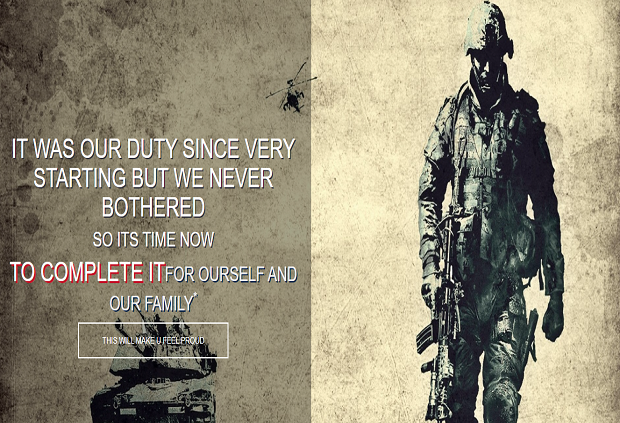 IT WAS OUR DUTY SINCE VERY
STARTING BUT WE NEVER
BOTHERED
SO ITS TIME NOW
TO COMPLETE ITFOR OURSELF AND
OUR FAMILY"
THIS WILL MAKE U FEEL PROUD